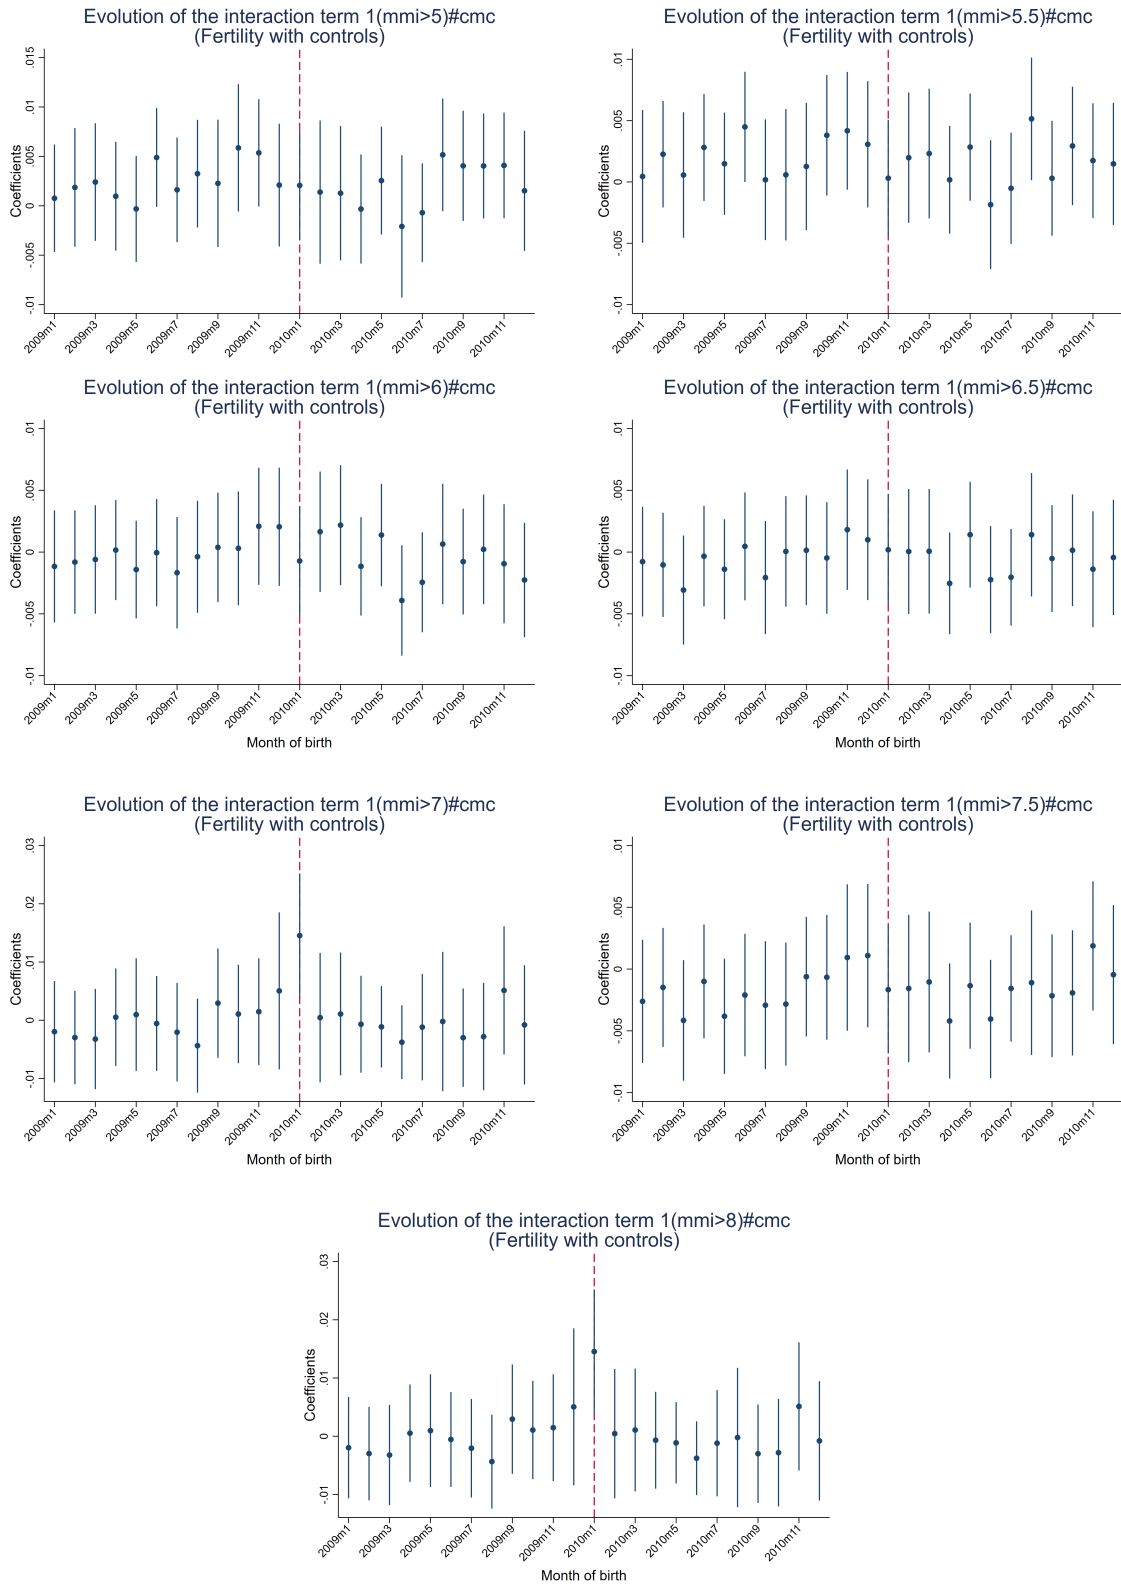 Evolution of the interaction term 1(mmi>5)#cmc
(Fertility with controls)
Coefficients
.015
.01
.005
0
-.005
-.01
2009m1
2009m3
2009m5
2009m7
2009m9
2009m11
2010m1
2010m3
2010m5
2010m7
2010m9
2010m11
Evolution of the interaction term 1(mmi>5.5)#cmc
(Fertility with controls)
Coefficients
.01
.005
0
-.005
-.01
2009m1
2009m3
2009m5
2009m7
2009m9
2009m11
2010m1
2010m3
2010m5
2010m7
2010m9
2010m11
Evolution of the interaction term 1(mmi>6)#cmc
(Fertility with controls)
Coefficients
.01
.005
0
-.005
-.01
2009m1
2009m3
2009m5
2009m7
2009m9
2009m11
2010m1
2010m3
2010m5
2010m7
2010m9
2010m11
Month of birth
Evolution of the interaction term 1(mmi>6.5)#cmc
(Fertility with controls)
Coefficients
.01
.005
0
-.005
-.01
2009m1
2009m3
2009m5
2009m7
2009m9
2009m11
2010m1
2010m3
2010m5
2010m7
2010m9
2010m11
Month of birth
Evolution of the interaction term 1(mmi>7)#cmc
(Fertility with controls)
Coefficients
.03
.02
.01
0
-.01
2009m1
2009m3
2009m5
2009m7
2009m9
2009m11
2010m1
2010m3
2010m5
2010m7
2010m9
2010m11
Month of birth
Evolution of the interaction term 1(mmi>7.5)#cmc
(Fertility with controls)
Coefficients
.01
.005
0
-.005
-.01
2009m1
2009m3
2009m5
2009m7
2009m9
2009m11
2010m1
2010m3
2010m5
2010m7
2010m9
2010m11
Month of birth
Evolution of the interaction term 1(mmi>8)#cmc
(Fertility with controls)
Coefficients
.03
.02
.01
0
-.01
2009m1
2009m3
2009m5
2009m7
2009m9
2009m11
2010m1
2010m3
2010m5
2010m7
2010m9
2010m11
Month of birth